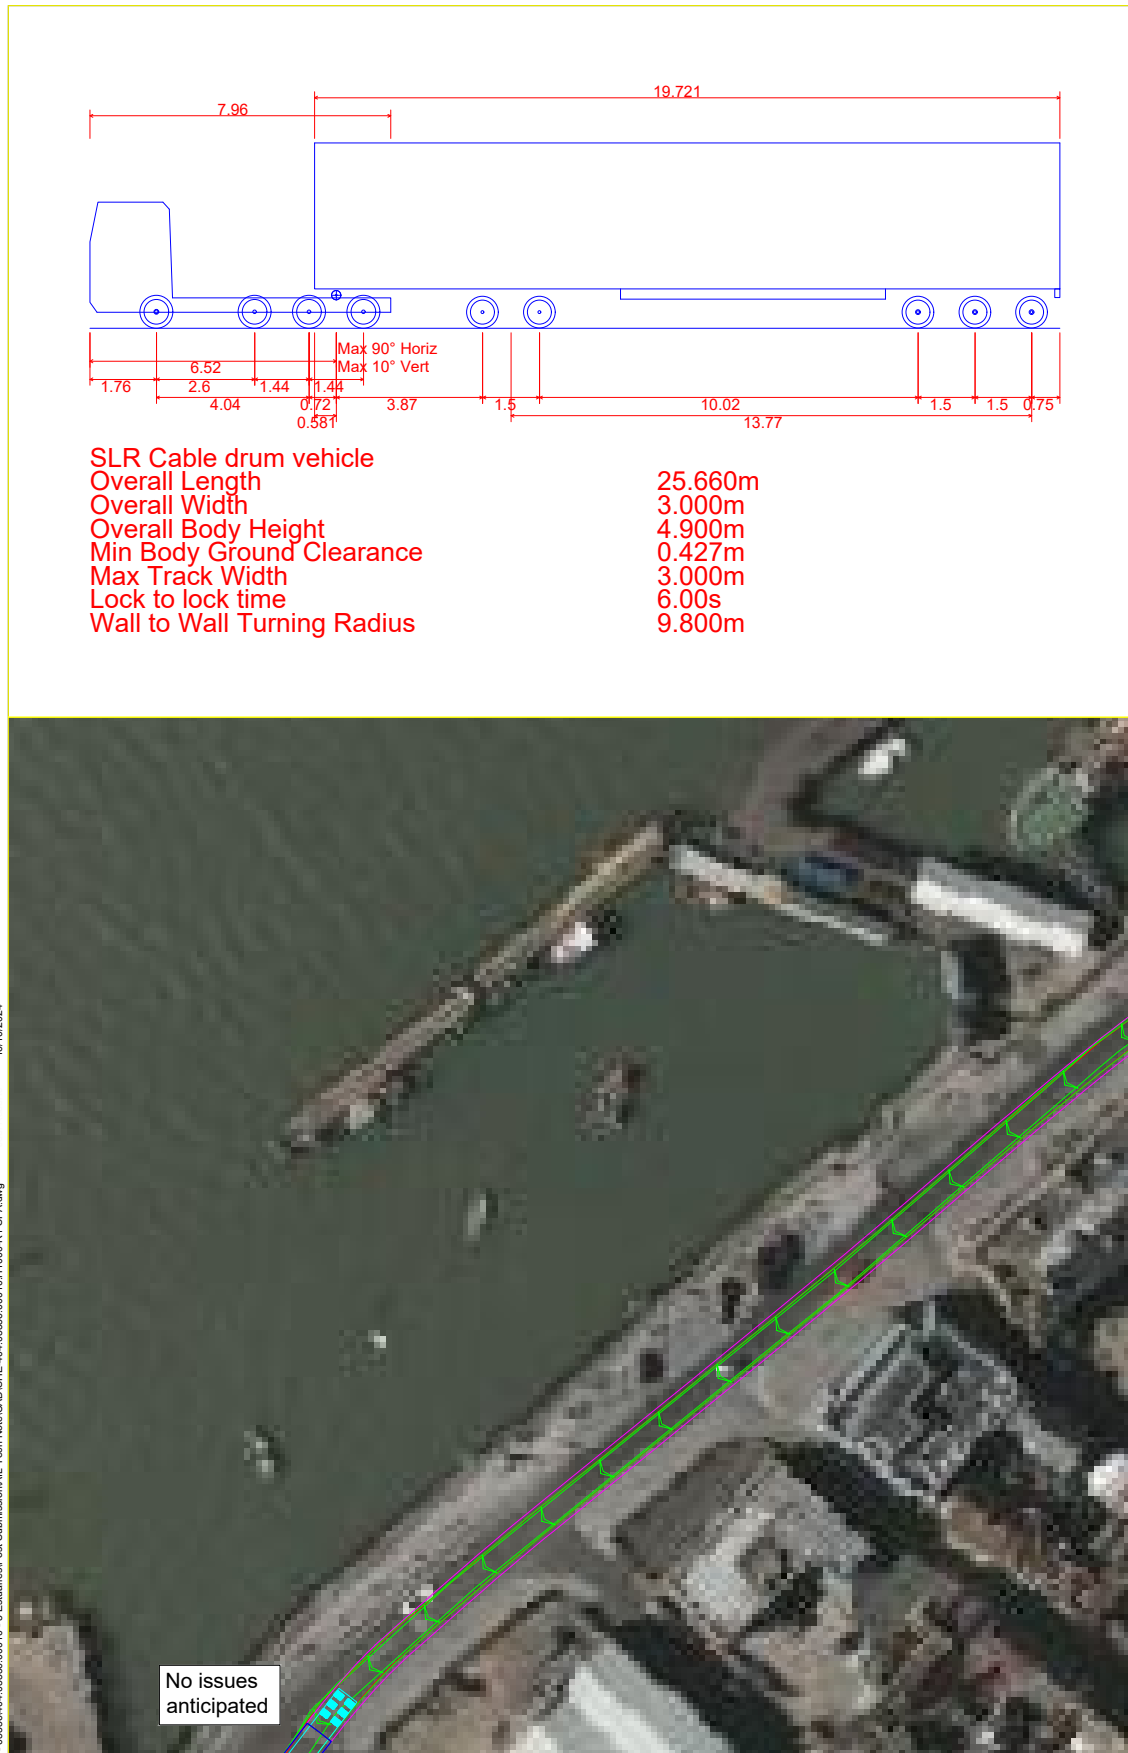 19.721
7.96
Max 90° Horiz
6.52 Max 10° Vert
1.76 2.6 1.44 1.44
4.04 0.72 3.87 1.5 10.02 1.5 1.5 0.75
0.581 13.77
SLR Cable drum vehicle
Overall Length 25.660m
Overall Width 3.000m
Overall Body Height 4.900m
Min Body Ground Clearance 0.427m
Max Track Width 3.000m
Lock to lock time 6.00s
Wall to Wall Turning Radius 9.800m
No issues
anticipated